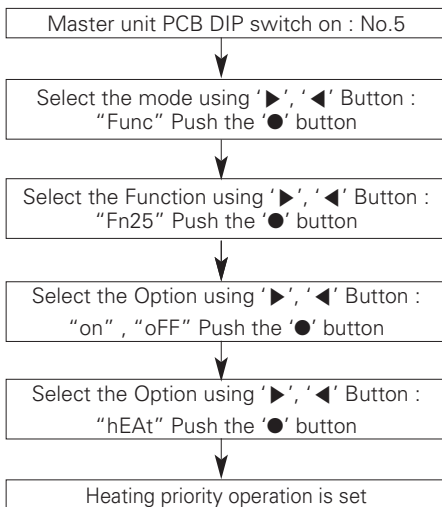 Master unit PCB DIP switch on : No.5
Select the mode using ‘▶’, ‘◀’ Button :
“Func” Push the ‘●’ button
Select the Function using ‘▶’, ‘◀’ Button :
“Fn25” Push the ‘●’ button
Select the Option using ‘▶’, ‘◀’ Button :
“on” , “oFF” Push the ‘●’ button
Select the Option using ‘▶’, ‘◀’ Button :
“hEAt” Push the ‘●’ button
Heating priority operation is set